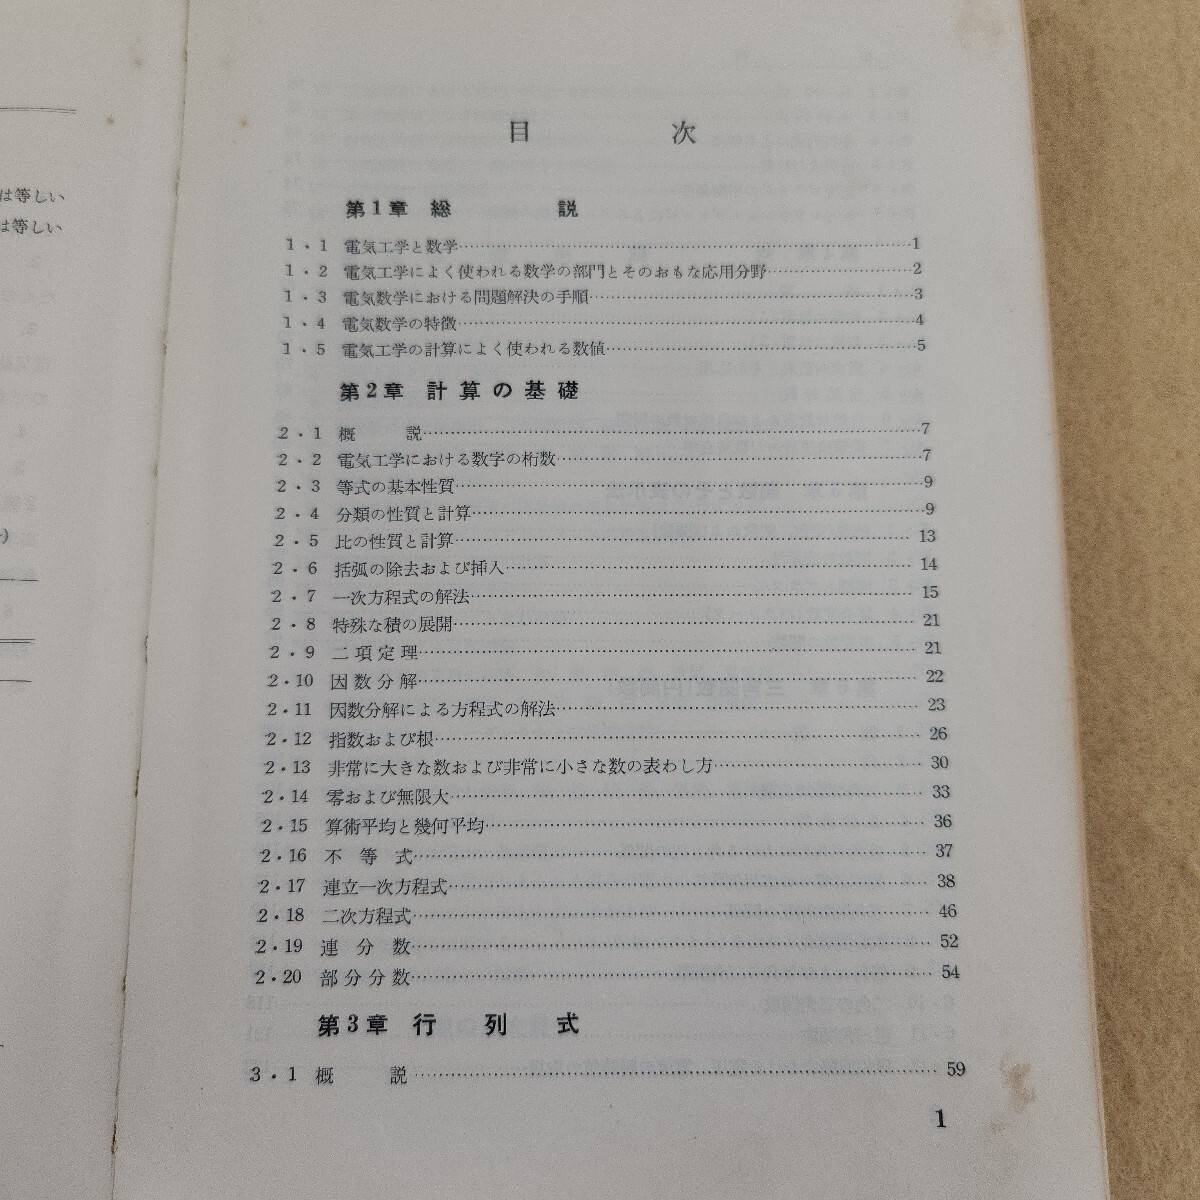 は等しい
は等しい
目次
第1章 総説
1・1 電気工学と数学……1
1・2 電気工学によく使われる数学の部門とそのおもな応用分野……2
1・3 電気数学における問題解決の手順……3
1・4 電気数学の特徴……4
1・5 電気工学の計算によく使われる数値……5
第2章 計算の基礎
2・1 概説……7
2・2 電気工学における数字の桁数……7
2・3 等式の基本性質……9
2・4 分類の性質と計算……9
2・5 比の性質と計算……13
2・6 括弧の除去および挿入……14
2・7 一次方程式の解法……15
2・8 特殊な積の展開……21
2・9 二項定理……21
2・10 因数分解……22
2・11 因数分解による方程式の解法……23
2・12 指数および根……26
2・13 非常に大きな数および非常に小さな数の表わし方……30
2・14 零および無限大……33
2・15 算術平均と幾何平均……36
2・16 不等式……37
2・17 連立一次方程式……38
2・18 二次方程式……46
2・19 連分数……52
2・20 部分分数……54
第3章 行列式
3・1 概説……59
1